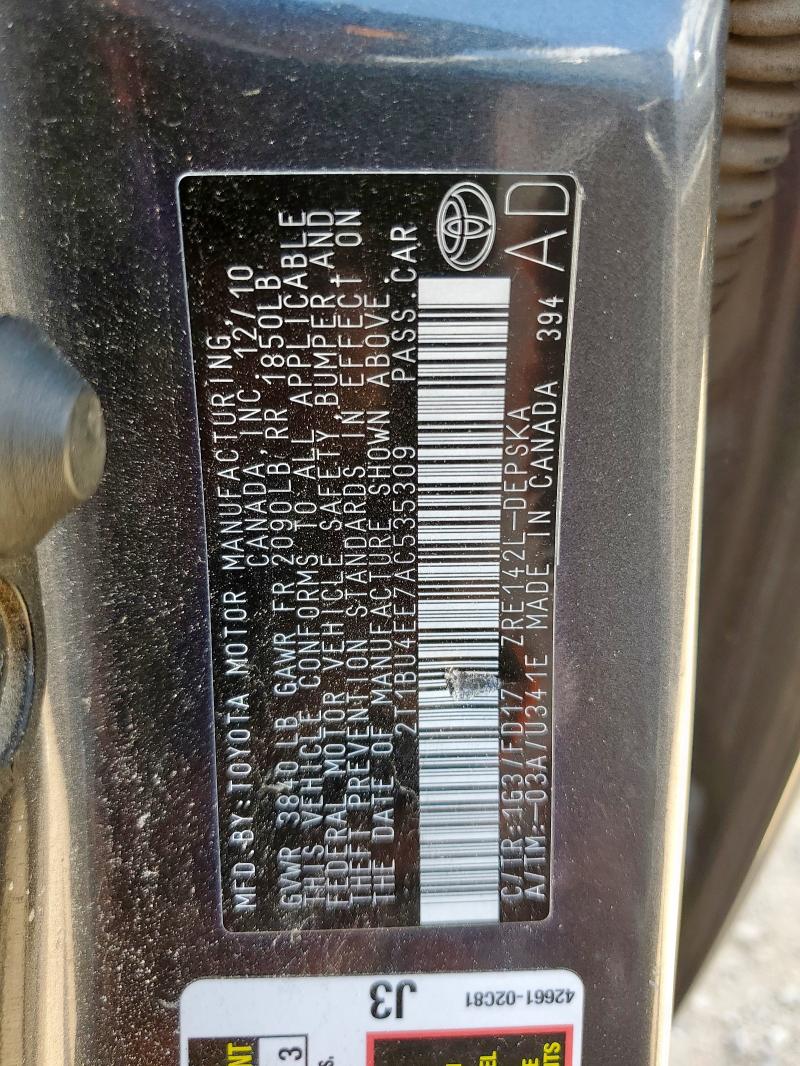 MFD BY: TOYOTA MOTOR MANUFACTURING,
CANADA, INC. 12/10
GVWR 3840 LB GAWR FR 2090LB RR 1850LB
THIS VEHICLE CONFORMS TO ALL APPLICABLE
FEDERAL MOTOR VEHICLE SAFETY, BUMPER, AND
THEFT PREVENTION STANDARDS IN EFFECT ON
THE DATE OF MANUFACTURE SHOWN ABOVE.
2T1BU4EE7AC535309 PASS.CAR
C/TR:1G3/FD17 ZRE142L-DEPSKA
A/TM:-03A/U341E MADE IN CANADA 394 AD
J3
42661-02C81
3